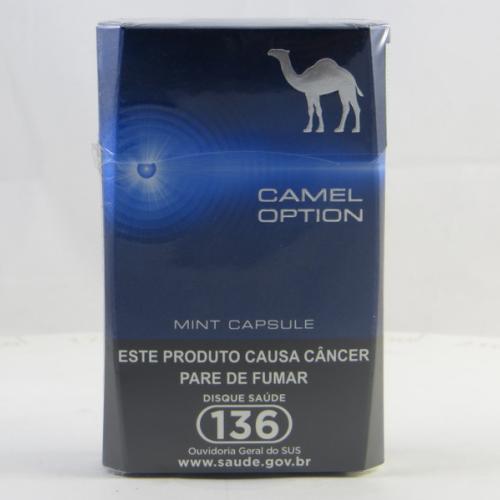 CAMEL
OPTION
MINT CAPSULE
ESTE PRODUTO CAUSA CÂNCER
PARE DE FUMAR
DISQUE SAÚDE
136
Ouvidoria Geral do SUS
www.saude.gov.br